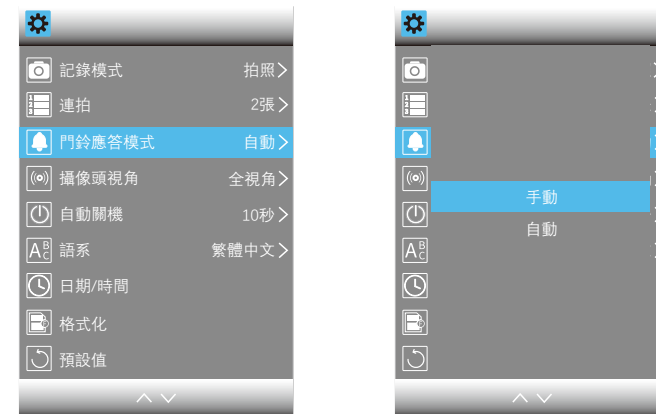 記錄模式 拍照
連拍 2張
門鈴應答模式 自動
攝像頭視角 全視角
自動關機 10秒
語系 繁體中文
日期/時間
格式化
預設值
手動
自動